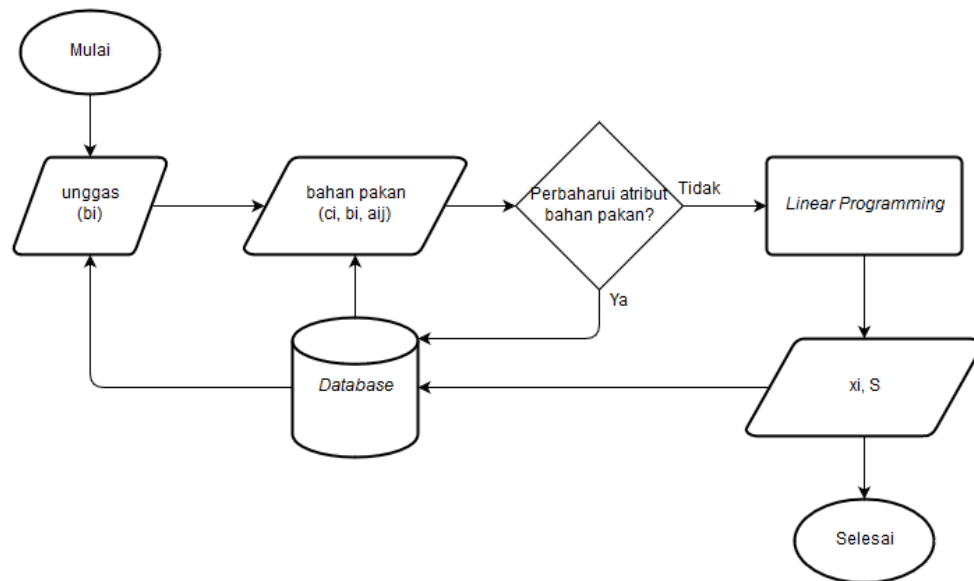 Mulai
unggas
(bi)
bahan pakan
(ci, bi, aij)
Perbaharui atribut
bahan pakan?
Tidak
Linear Programming
Ya
Database
xi, S
Selesai